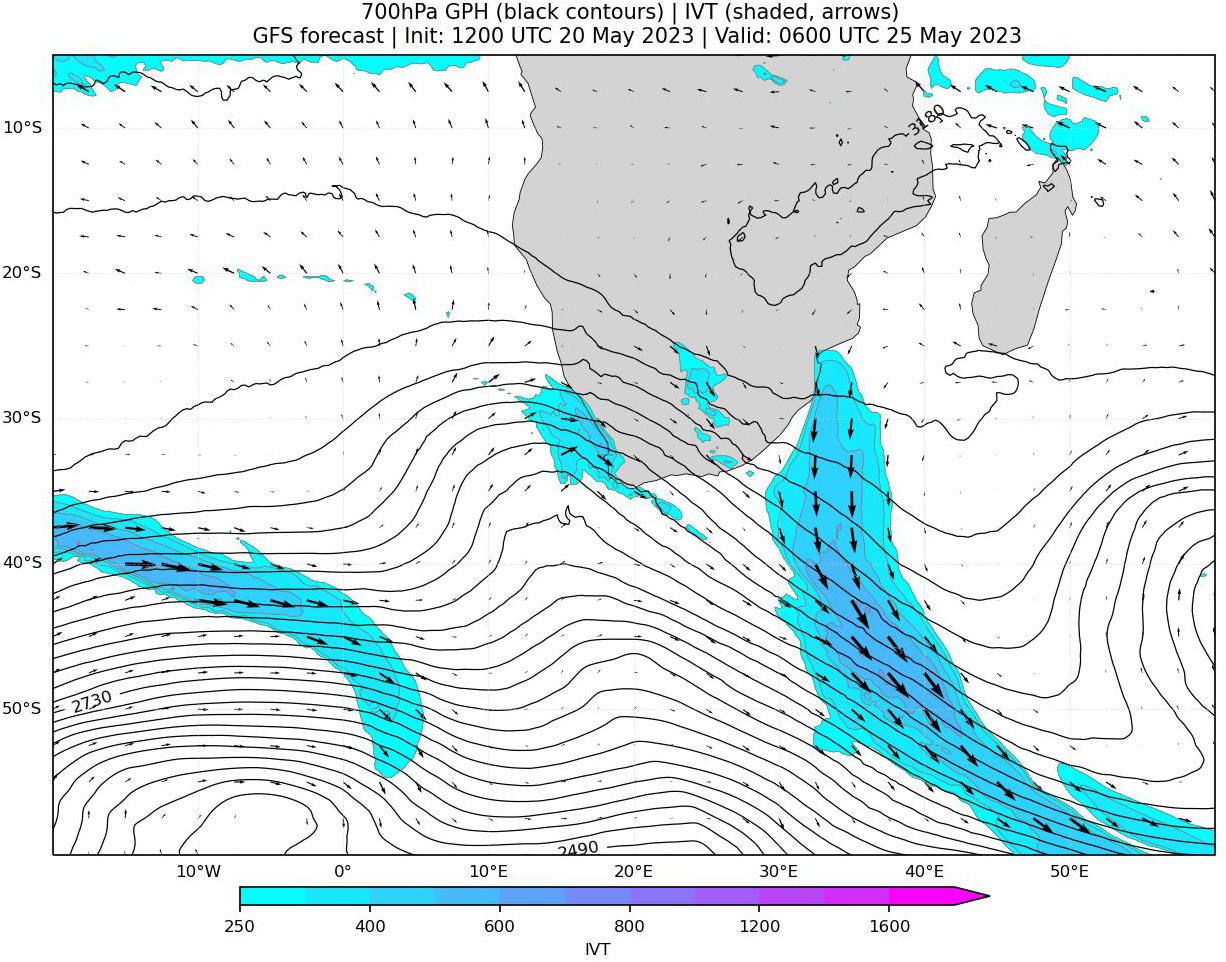 700hPa GPH (black contours) | IVT (shaded, arrows)
GFS forecast | Init: 1200 UTC 20 May 2023 | Valid: 0600 UTC 25 May 2023
3180
10°S
20°S
30°S
40°S
2730
50°S
2490
10°W 0° 10°E 20°E 30°E 40°E 50°E
250 400 600 800 1200 1600
IVT